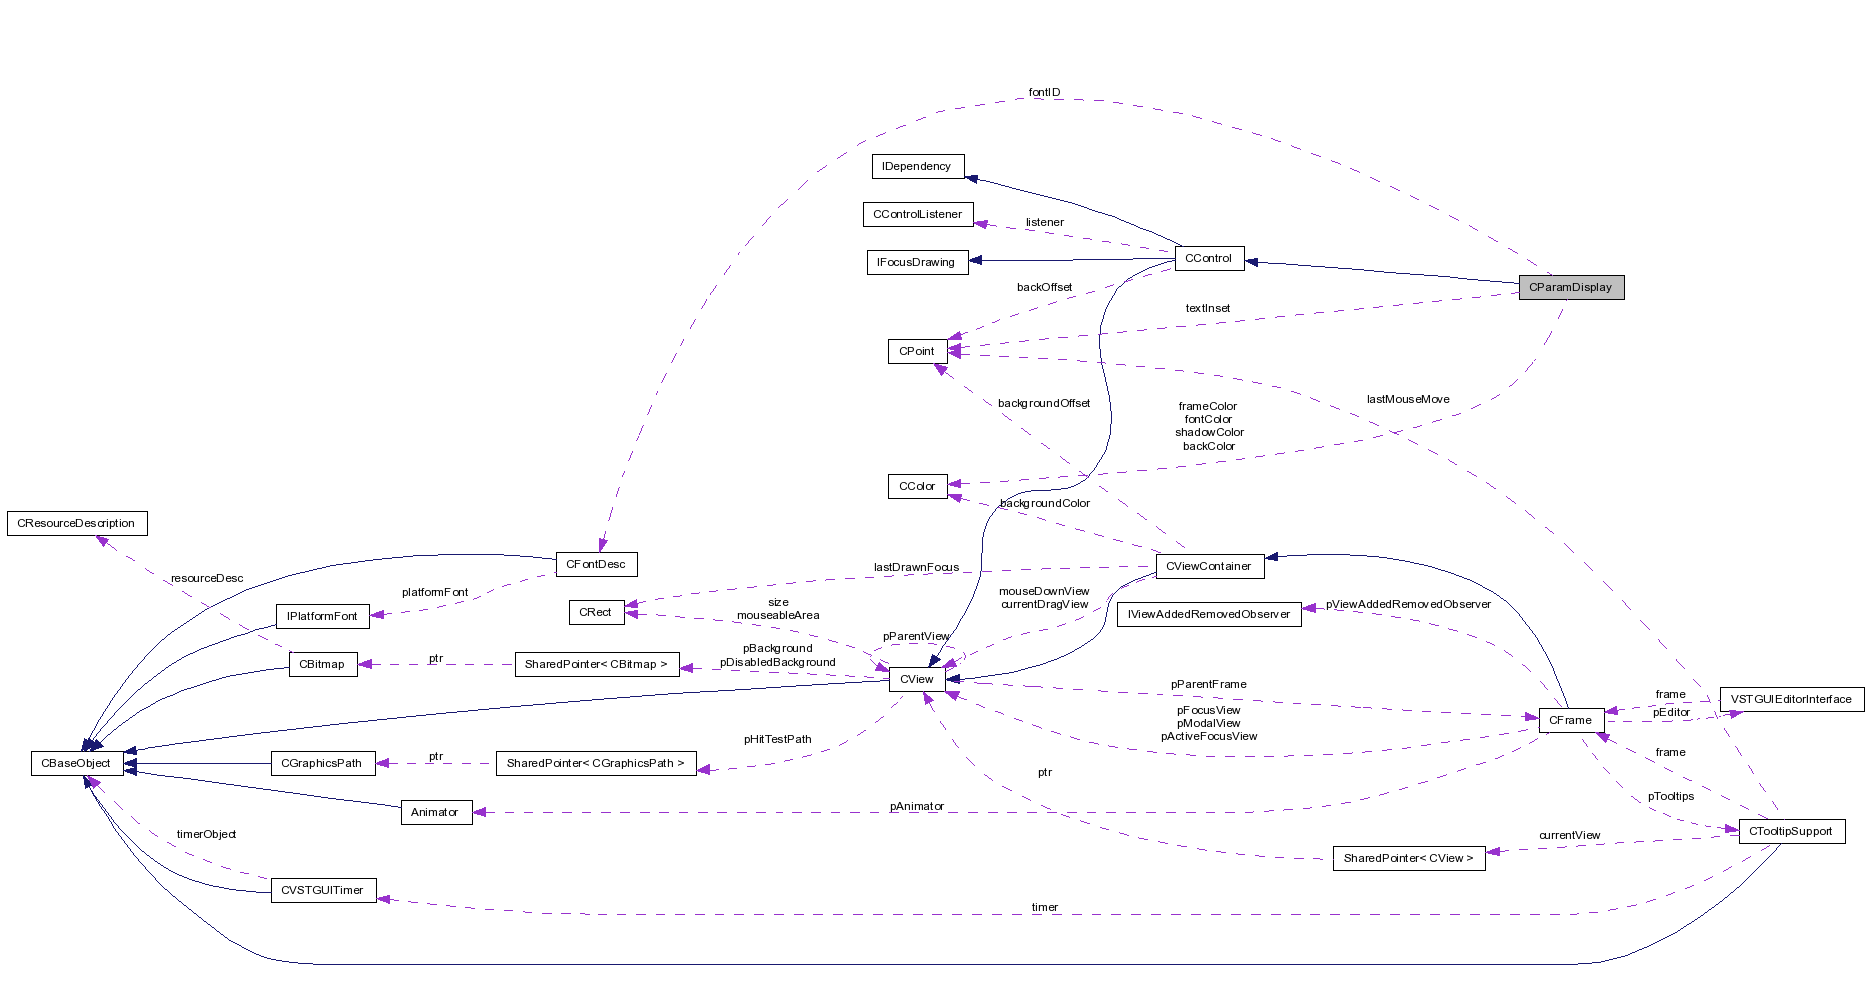 fontID
IDependency
CControlListener
listener
IFocusDrawing
CControl
CParamDisplay
backOffset
textInset
CPoint
backgroundOffset
lastMouseMove
frameColor
fontColor
shadowColor
backColor
CColor
backgroundColor
CResourceDescription
resourceDesc
CFontDesc
platformFont
lastDrawnFocus
CViewContainer
IPlatformFont
CRect
size
mouseableArea
mouseDownView
currentDragView
IViewAddedRemovedObserver
pViewAddedRemovedObserver
pParentView
CBitmap
ptr
SharedPointer< CBitmap >
pBackground
pDisabledBackground
CView
pParentFrame
pFocusView
pModalView
pActiveFocusView
CFrame
frame
pEditor
VSTGUIEditorInterface
CBaseObject
CGraphicsPath
ptr
SharedPointer< CGraphicsPath >
pHitTestPath
ptr
frame
Animator
pAnimator
pTooltips
timerObject
currentView
CTooltipSupport
SharedPointer< CView >
CVSTGUITimer
timer